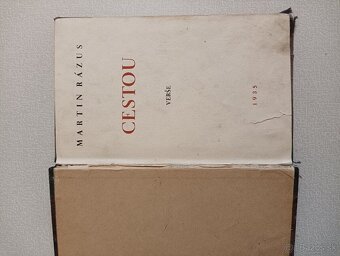 MARTIN RÁZUS
CESTOU
VERŠE
1935